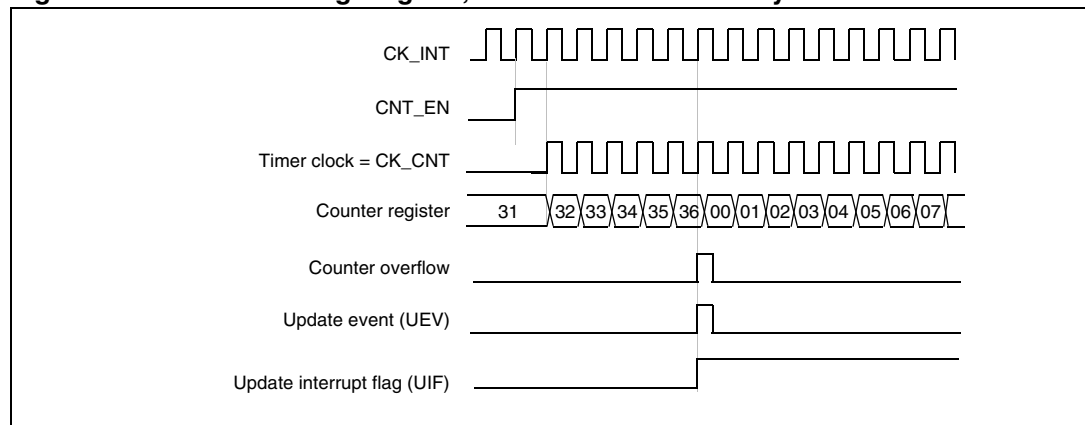 CK_INT
CNT_EN
Timer clock = CK_CNT
Counter register 31 32 33 34 35 36 00 01 02 03 04 05 06 07
Counter overflow
Update event (UEV)
Update interrupt flag (UIF)